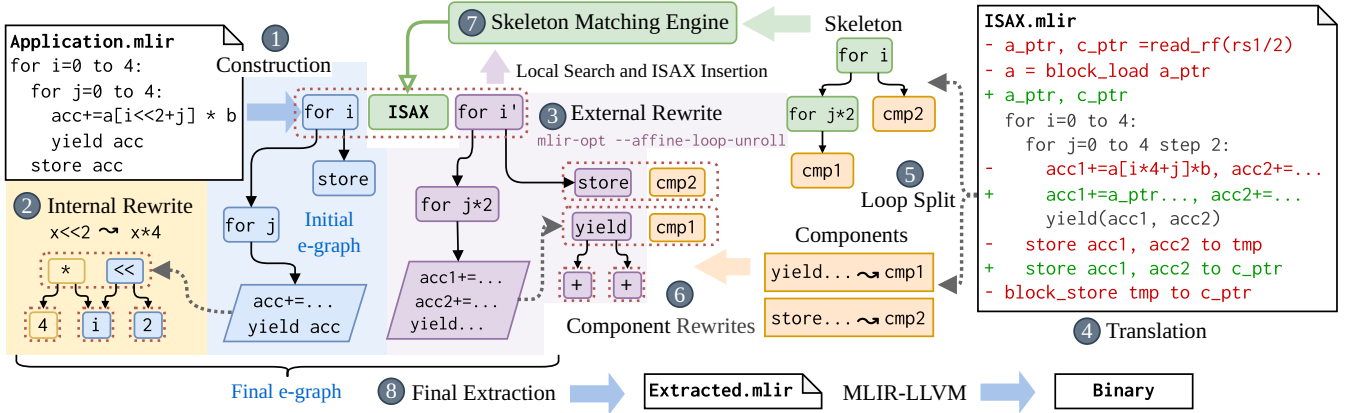 Application.mlir
for i=0 to 4:
for j=0 to 4:
acc+=a[i<<2+j] * b
yield acc
store acc
1
Construction
7 Skeleton Matching Engine
Local Search and ISAX Insertion
for i
ISAX
for i'
store
for j
Initial
e-graph
acc+=...
yield acc
2 Internal Rewrite
x<<2 ⤳ x*4
*
<<
4
i
2
3 External Rewrite
mlir-opt --affine-loop-unroll
for j*2
acc1+=...
acc2+=...
yield...
store
cmp2
yield
cmp1
+
+
Skeleton
for i
for j*2
cmp2
cmp1
5
Loop Split
Components
yield... ⤳ cmp1
store... ⤳ cmp2
6
Component Rewrites
ISAX.mlir
- a_ptr, c_ptr =read_rf(rs1/2)
- a = block_load a_ptr
+ a_ptr, c_ptr
for i=0 to 4:
for j=0 to 4 step 2:
- acc1+=a[i*4+j]*b, acc2+=...
+ acc1+=a_ptr..., acc2+=...
yield(acc1, acc2)
- store acc1, acc2 to tmp
+ store acc1, acc2 to c_ptr
- block_store tmp to c_ptr
4 Translation
Final e-graph
8 Final Extraction
Extracted.mlir
MLIR-LLVM
Binary